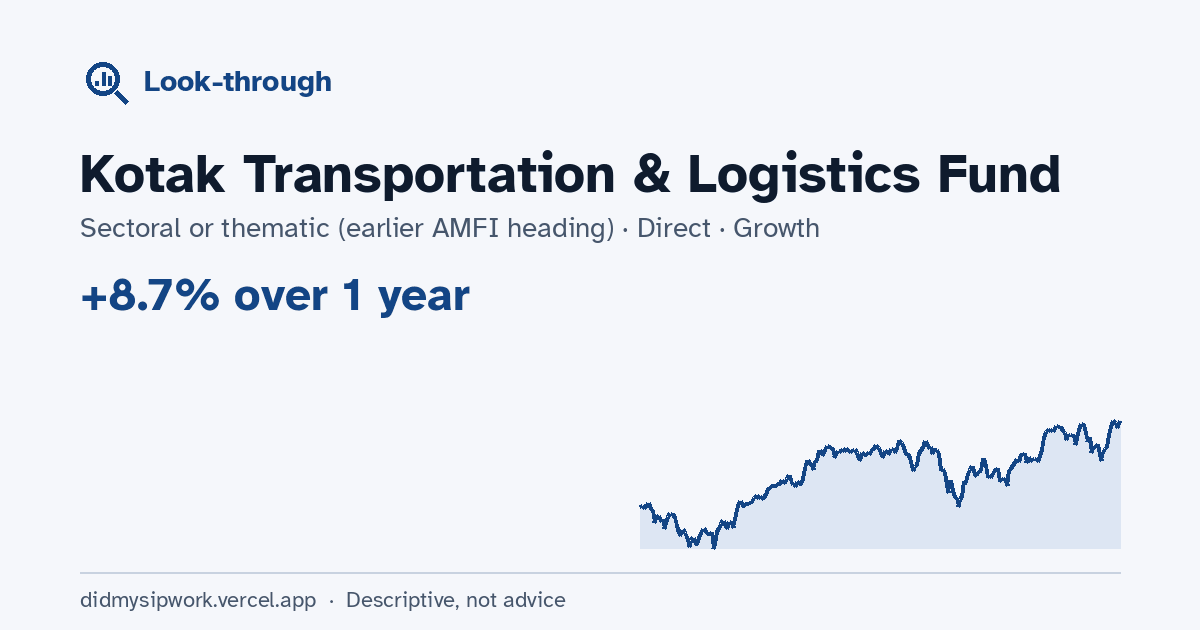 Look-through
Kotak Transportation & Logistics Fund
Sectoral or thematic (earlier AMFI heading) · Direct · Growth
+8.7% over 1 year
didmysipwork.vercel.app · Descriptive, not advice